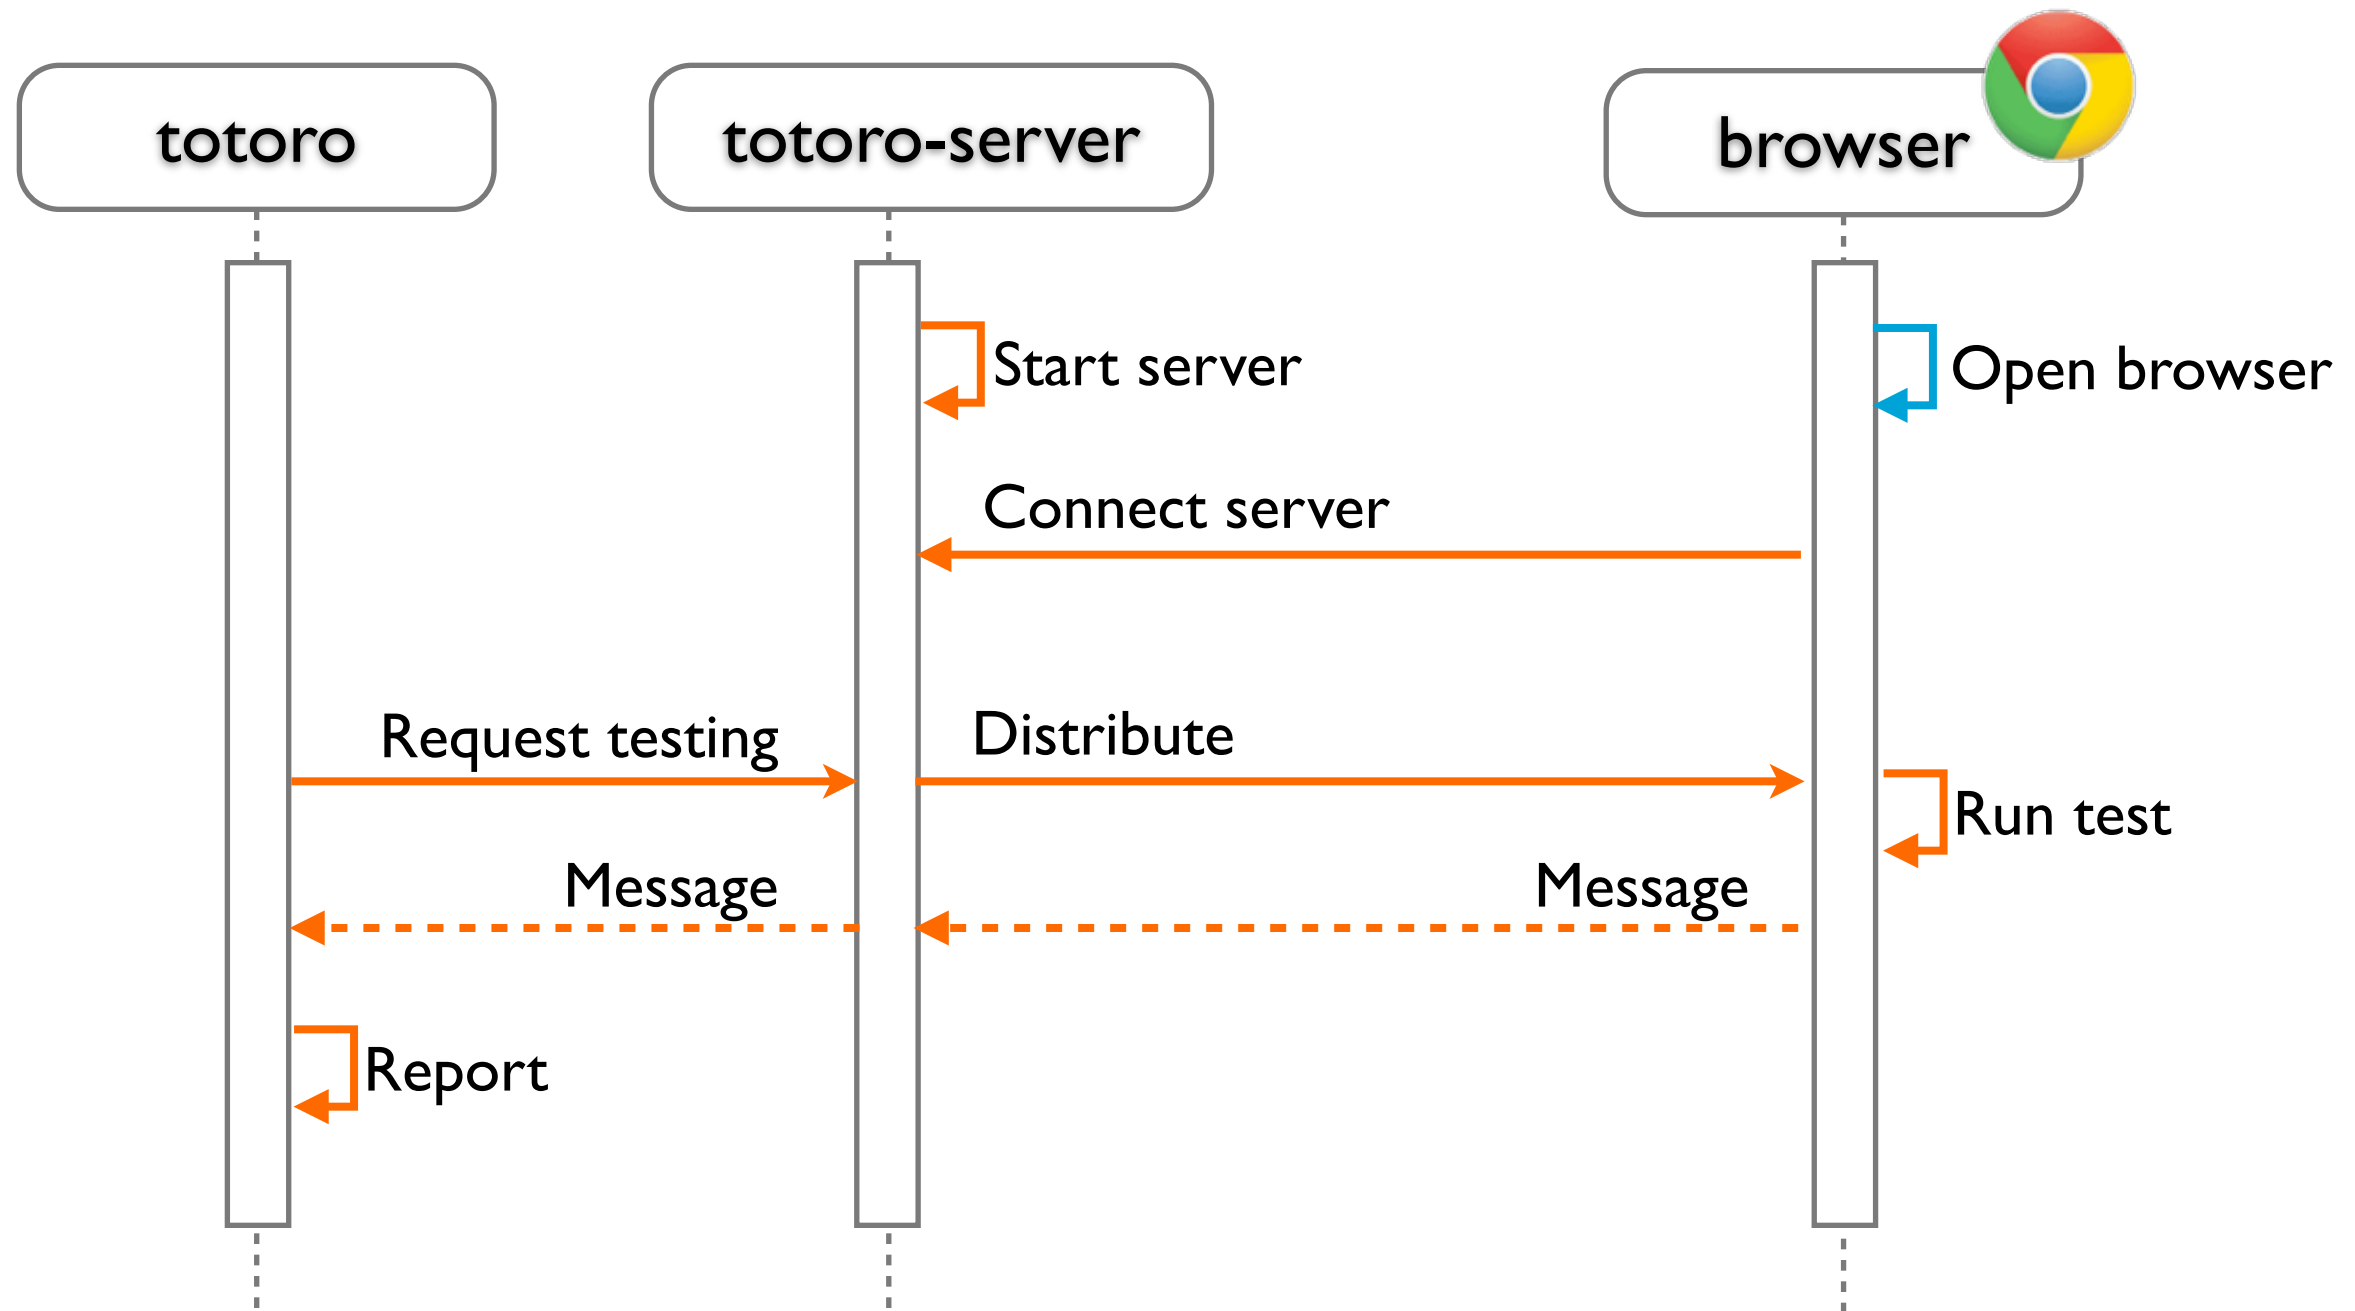 totoro
totoro-server
browser
Start server
Open browser
Connect server
Request testing
Distribute
Run test
Message
Message
Report